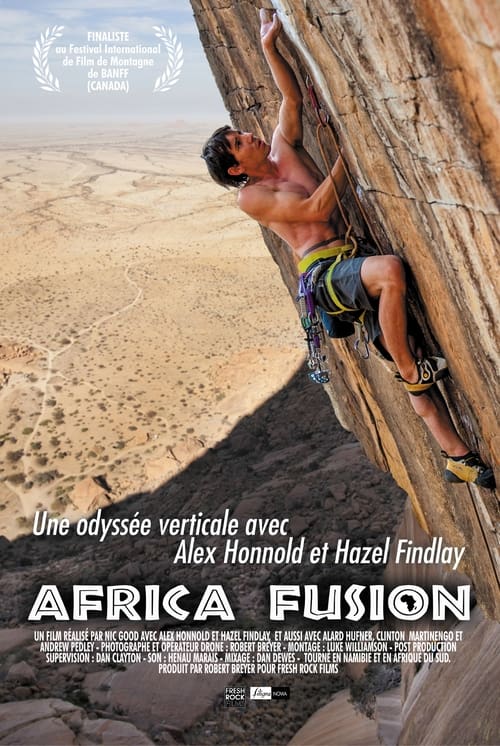 FINALISTE
au Festival International
de Film de Montagne
de BANFF
(CANADA)
Une odyssée verticale avec
Alex Honnold et Hazel Findlay
AFRICA FUSION
UN FILM RÉALISÉ PAR NIC GOOD AVEC ALEX HONNOLD ET HAZEL FINDLAY, ET AUSSI AVEC ALARD HUFNER, CLINTON MARTINENGO ET
ANDREW PEDLEY - PHOTOGRAPHE ET OPERATEUR DRONE : ROBERT BREYER - MONTAGE : LUKE WILLIAMSON - POST PRODUCTION
SUPERVISION : DAN CLAYTON - SON : HENAU MARAIS - MIXAGE : DAN DEWES - TOURNÉ EN NAMIBIE ET EN AFRIQUE DU SUD.
PRODUIT PAR ROBERT BREYER POUR FRESH ROCK FILMS
FRESH
ROCK
FILMS
filigra NOWA